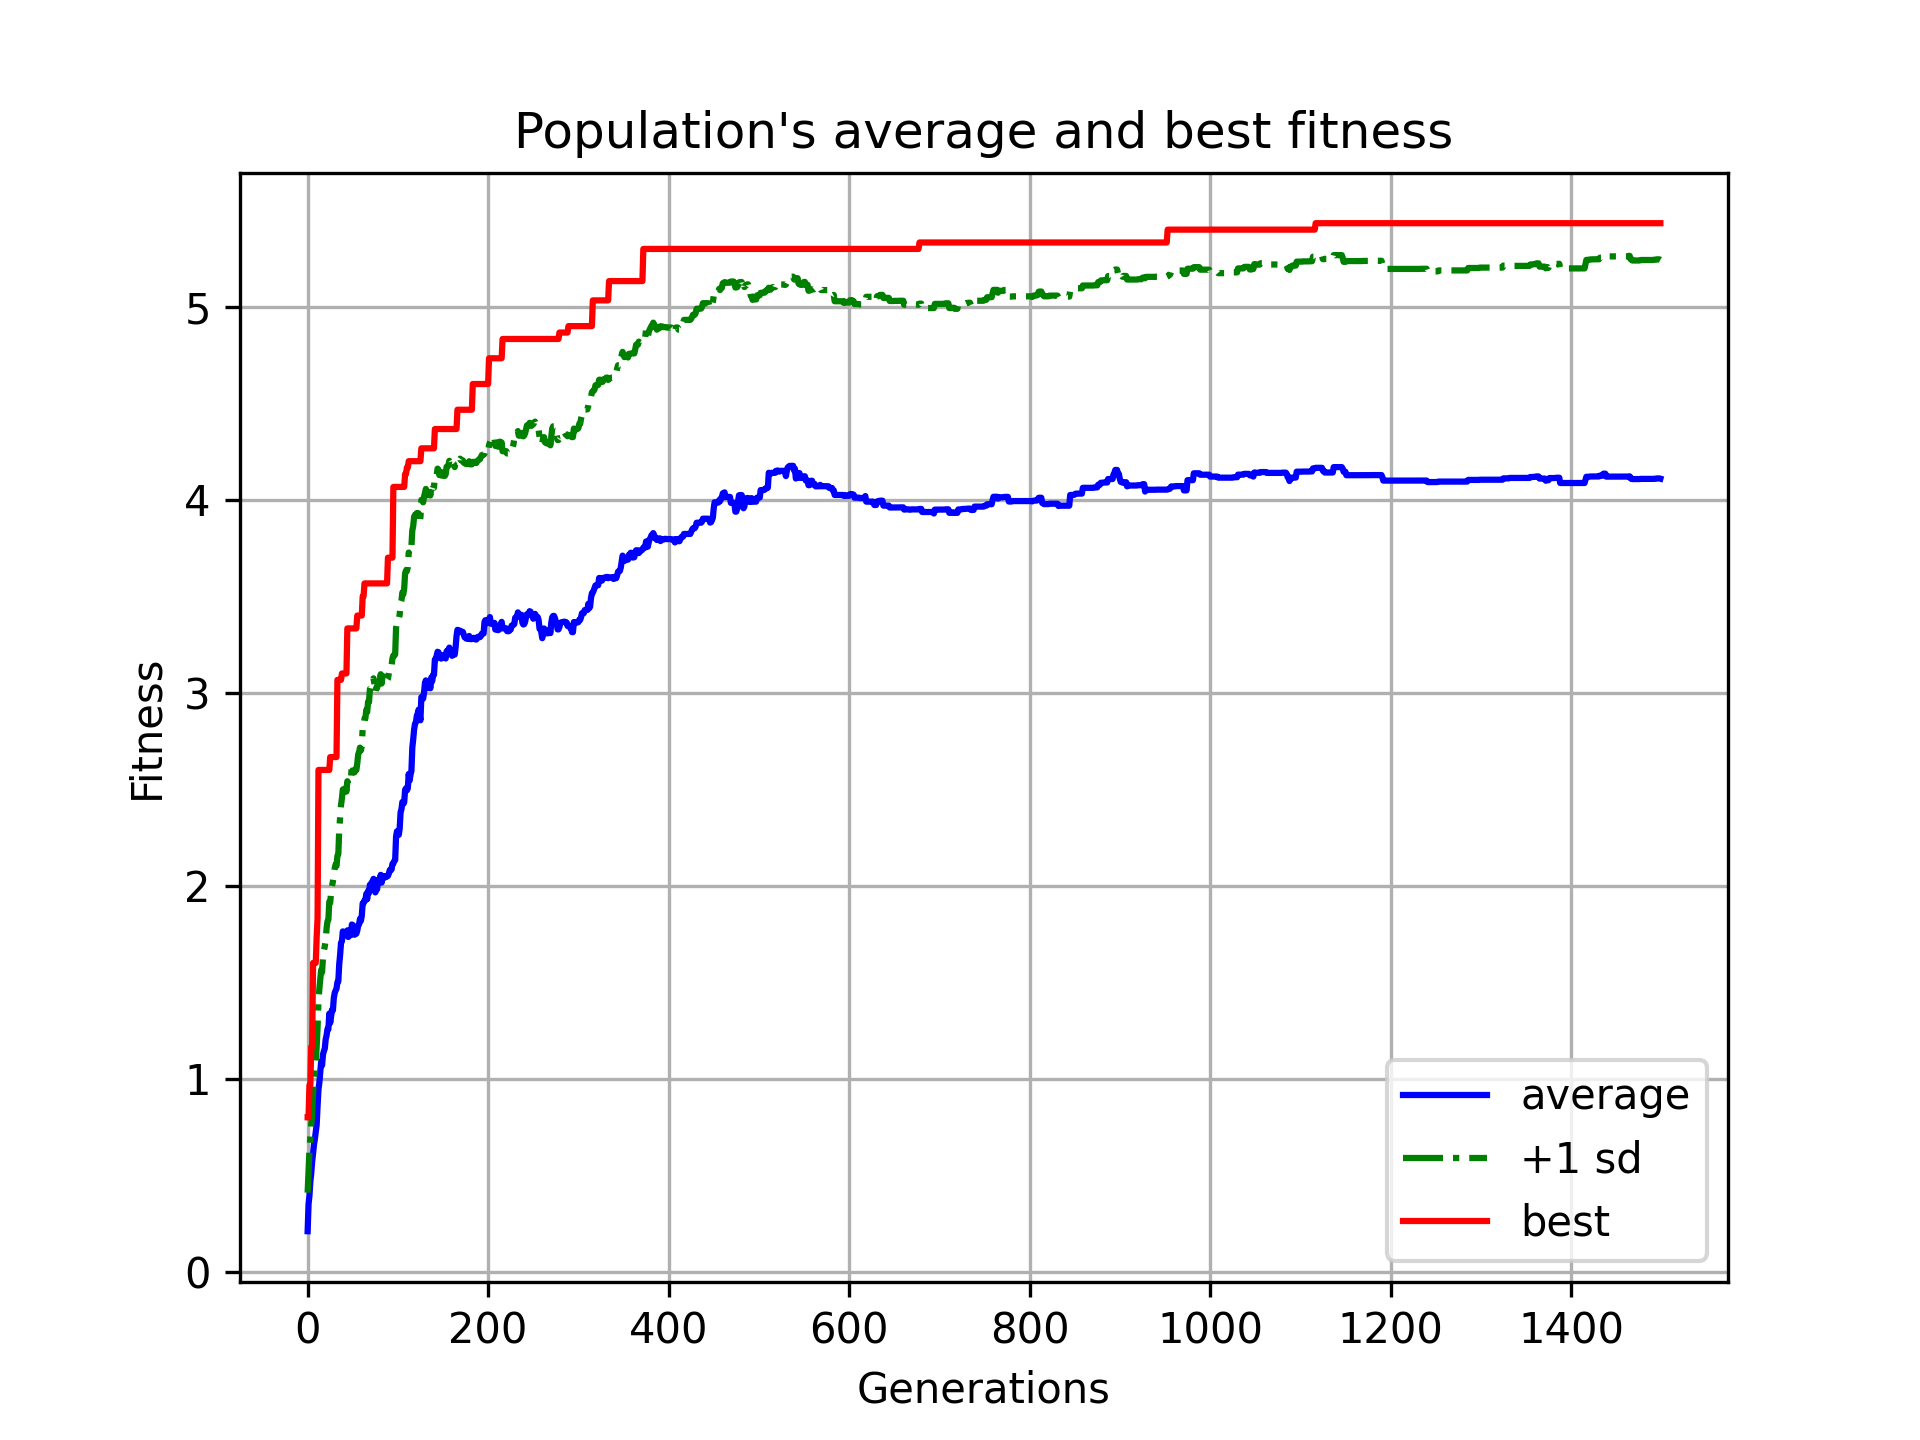 Population's average and best fitness
Fitness
5
4
3
2
1
0
0 200 400 600 800 1000 1200 1400
Generations
average
+1 sd
best